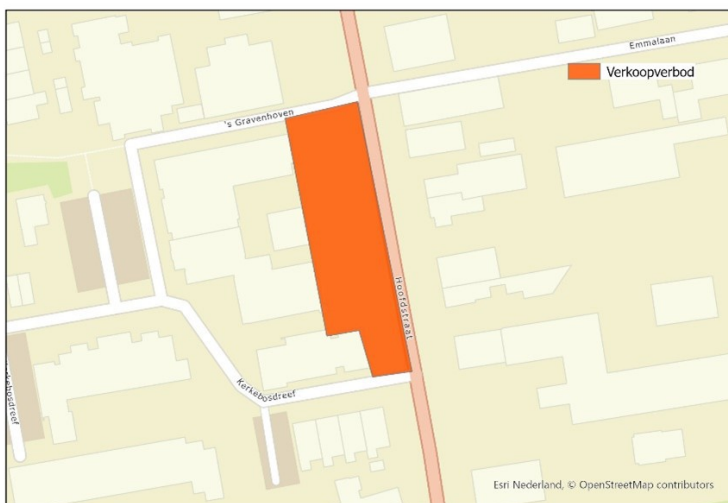 Emmalaan
Verkoopverbod
's Gravenhoven
Hoofdstraat
Kerkebosdreef
Esri Nederland, © OpenStreetMap contributors